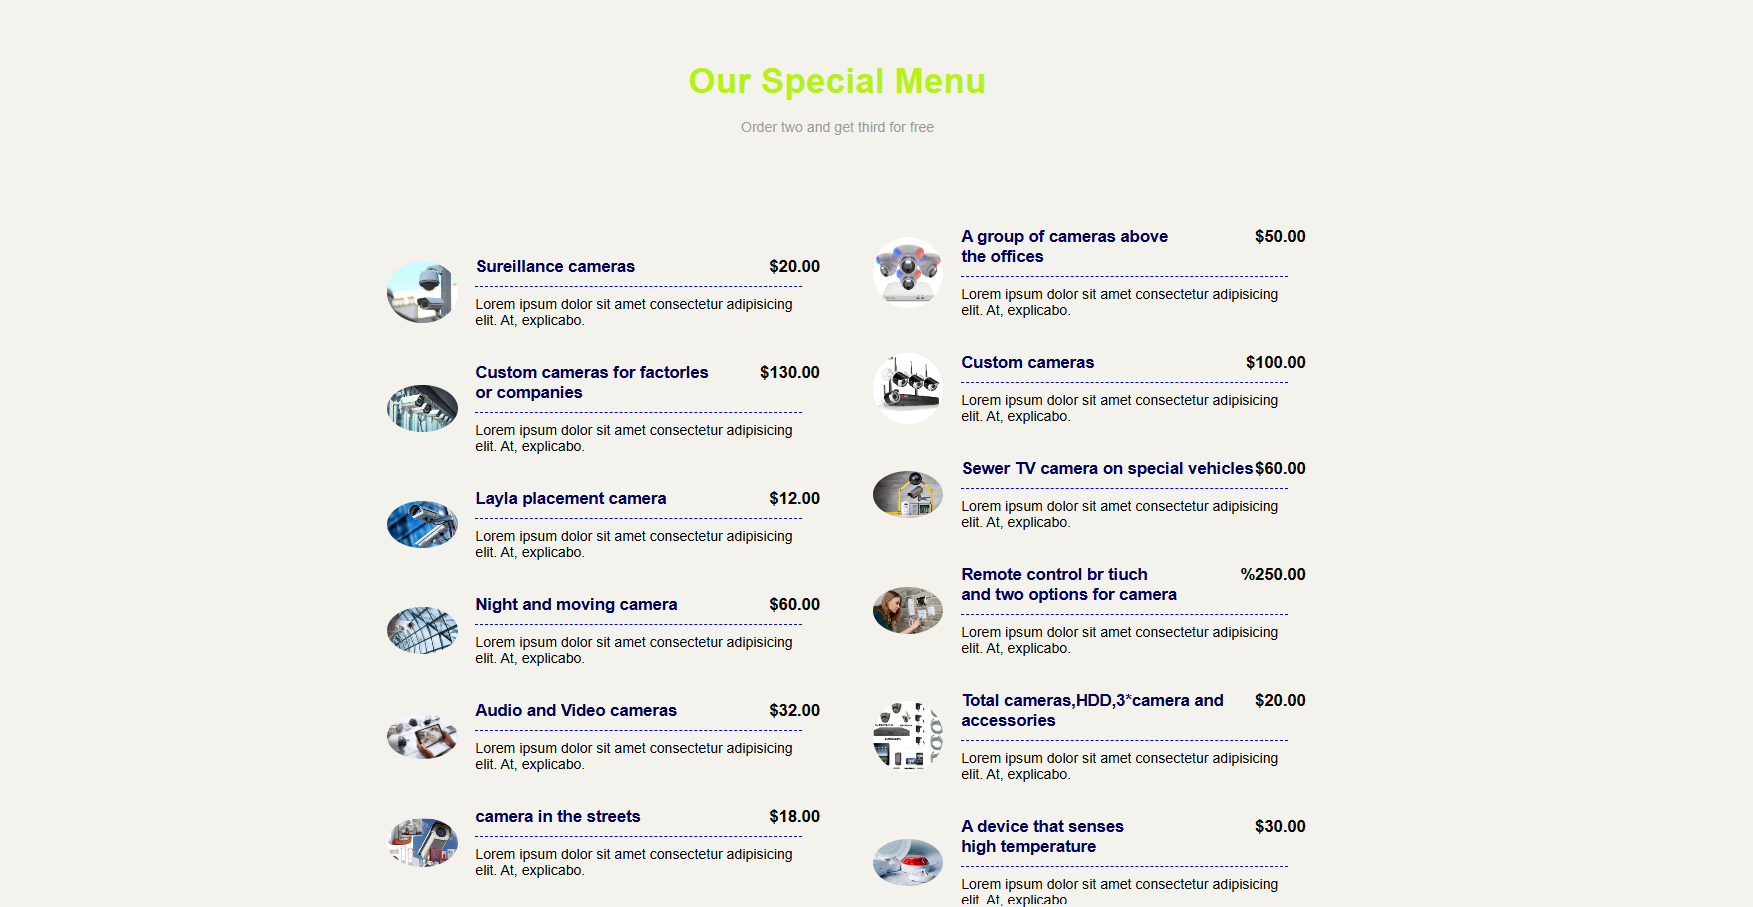 Our Special Menu
Order two and get third for free
Sureillance cameras $20.00
Lorem ipsum dolor sit amet consectetur adipisicing
elit. At, explicabo.
Custom cameras for factorles $130.00
or companies
Lorem ipsum dolor sit amet consectetur adipisicing
elit. At, explicabo.
Layla placement camera $12.00
Lorem ipsum dolor sit amet consectetur adipisicing
elit. At, explicabo.
Night and moving camera $60.00
Lorem ipsum dolor sit amet consectetur adipisicing
elit. At, explicabo.
Audio and Video cameras $32.00
Lorem ipsum dolor sit amet consectetur adipisicing
elit. At, explicabo.
camera in the streets $18.00
Lorem ipsum dolor sit amet consectetur adipisicing
elit. At, explicabo.
A group of cameras above $50.00
the offices
Lorem ipsum dolor sit amet consectetur adipisicing
elit. At, explicabo.
Custom cameras $100.00
Lorem ipsum dolor sit amet consectetur adipisicing
elit. At, explicabo.
Sewer TV camera on special vehicles $60.00
Lorem ipsum dolor sit amet consectetur adipisicing
elit. At, explicabo.
Remote control br tiuch %250.00
and two options for camera
Lorem ipsum dolor sit amet consectetur adipisicing
elit. At, explicabo.
Total cameras,HDD,3*camera and $20.00
accessories
Lorem ipsum dolor sit amet consectetur adipisicing
elit. At, explicabo.
A device that senses $30.00
high temperature
Lorem ipsum dolor sit amet consectetur adipisicing
elit. At, explicabo